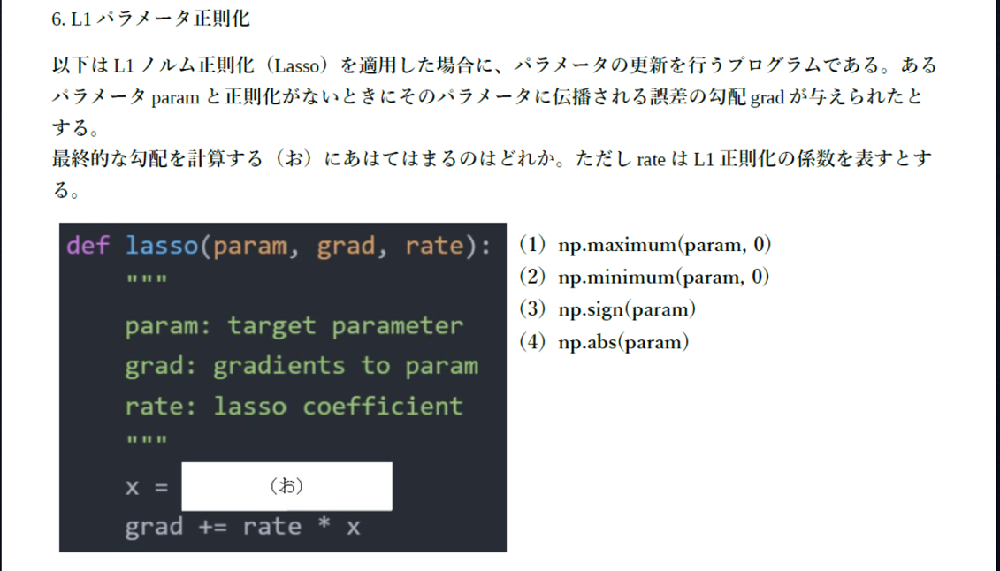 6. L1 パラメータ正則化
以下は L1 ノルム正則化（Lasso）を適用した場合に、パラメータの更新を行うプログラムである。ある
パラメータ param と正則化がないときにそのパラメータに伝播される誤差の勾配 grad が与えられたと
する。
最終的な勾配を計算する（お）にあはてはまるのはどれか。ただし rate は L1 正則化の係数を表すとす
る。
def lasso(param, grad, rate):
"""
param: target parameter
grad: gradients to param
rate: lasso coefficient
"""
x = （お）
grad += rate * x
（1）np.maximum(param, 0)
（2）np.minimum(param, 0)
（3）np.sign(param)
（4）np.abs(param)